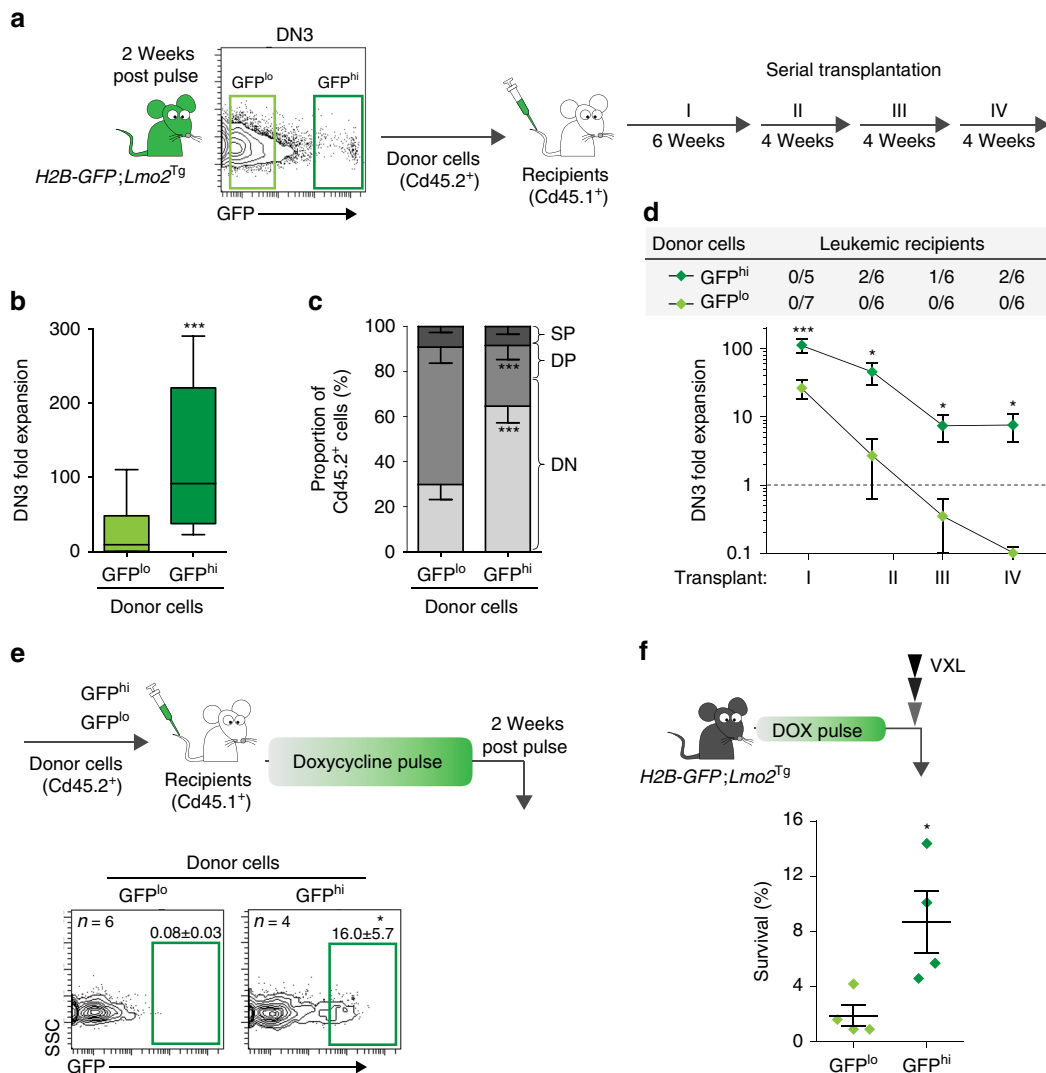 a
2 Weeks
post pulse
H2B-GFP;Lmo2Tg
DN3
GFPlo
GFPhi
GFP
Donor cells
(Cd45.2+)
Recipients
(Cd45.1+)
Serial transplantation
I
II
III
IV
6 Weeks
4 Weeks
4 Weeks
4 Weeks
b
DN3 fold expansion
300
200
100
0
***
GFPlo
GFPhi
Donor cells
c
Proportion of
Cd45.2+ cells (%)
100
80
60
40
20
0
***
***
SP
DP
DN
GFPlo
GFPhi
Donor cells
d
Donor cells
Leukemic recipients
GFPhi 0/5 2/6 1/6 2/6
GFPlo 0/7 0/6 0/6 0/6
DN3 fold expansion
100
10
1
0.1
***
*
*
*
Transplant: I II III IV
e
GFPhi
GFPlo
Donor cells
(Cd45.2+)
Recipients
(Cd45.1+)
Doxycycline pulse
2 Weeks
post pulse
Donor cells
GFPlo
GFPhi
n = 6
0.08±0.03
n = 4
*
16.0±5.7
SSC
GFP
f
VXL
DOX pulse
H2B-GFP;Lmo2Tg
Survival (%)
16
12
8
4
0
*
GFPlo
GFPhi